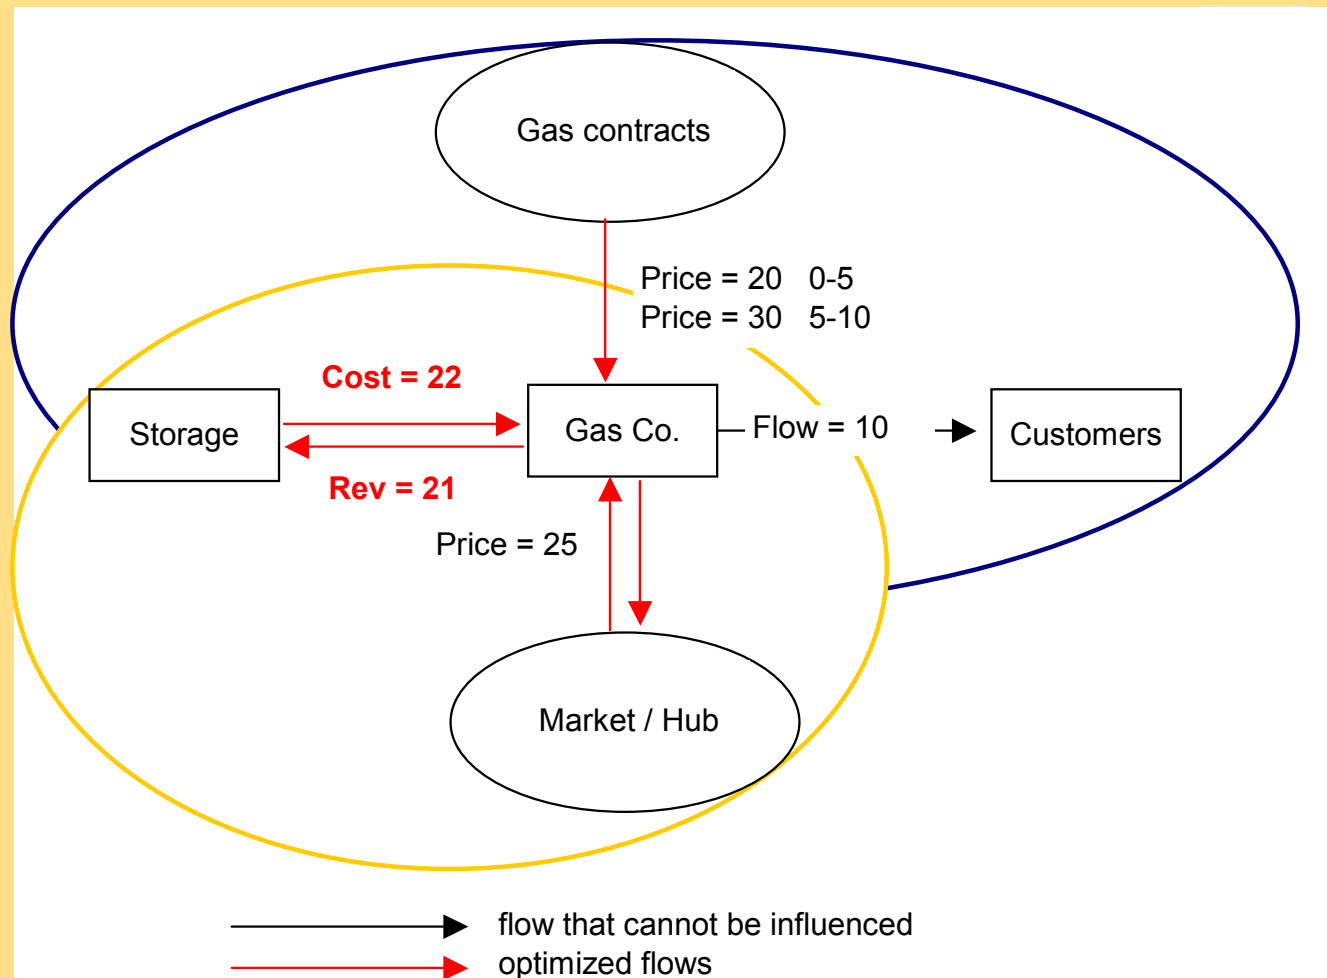 Gas contracts
Price = 20 0-5
Price = 30 5-10
Cost = 22
Storage
Gas Co.
Flow = 10
Customers
Rev = 21
Price = 25
Market / Hub
flow that cannot be influenced
optimized flows